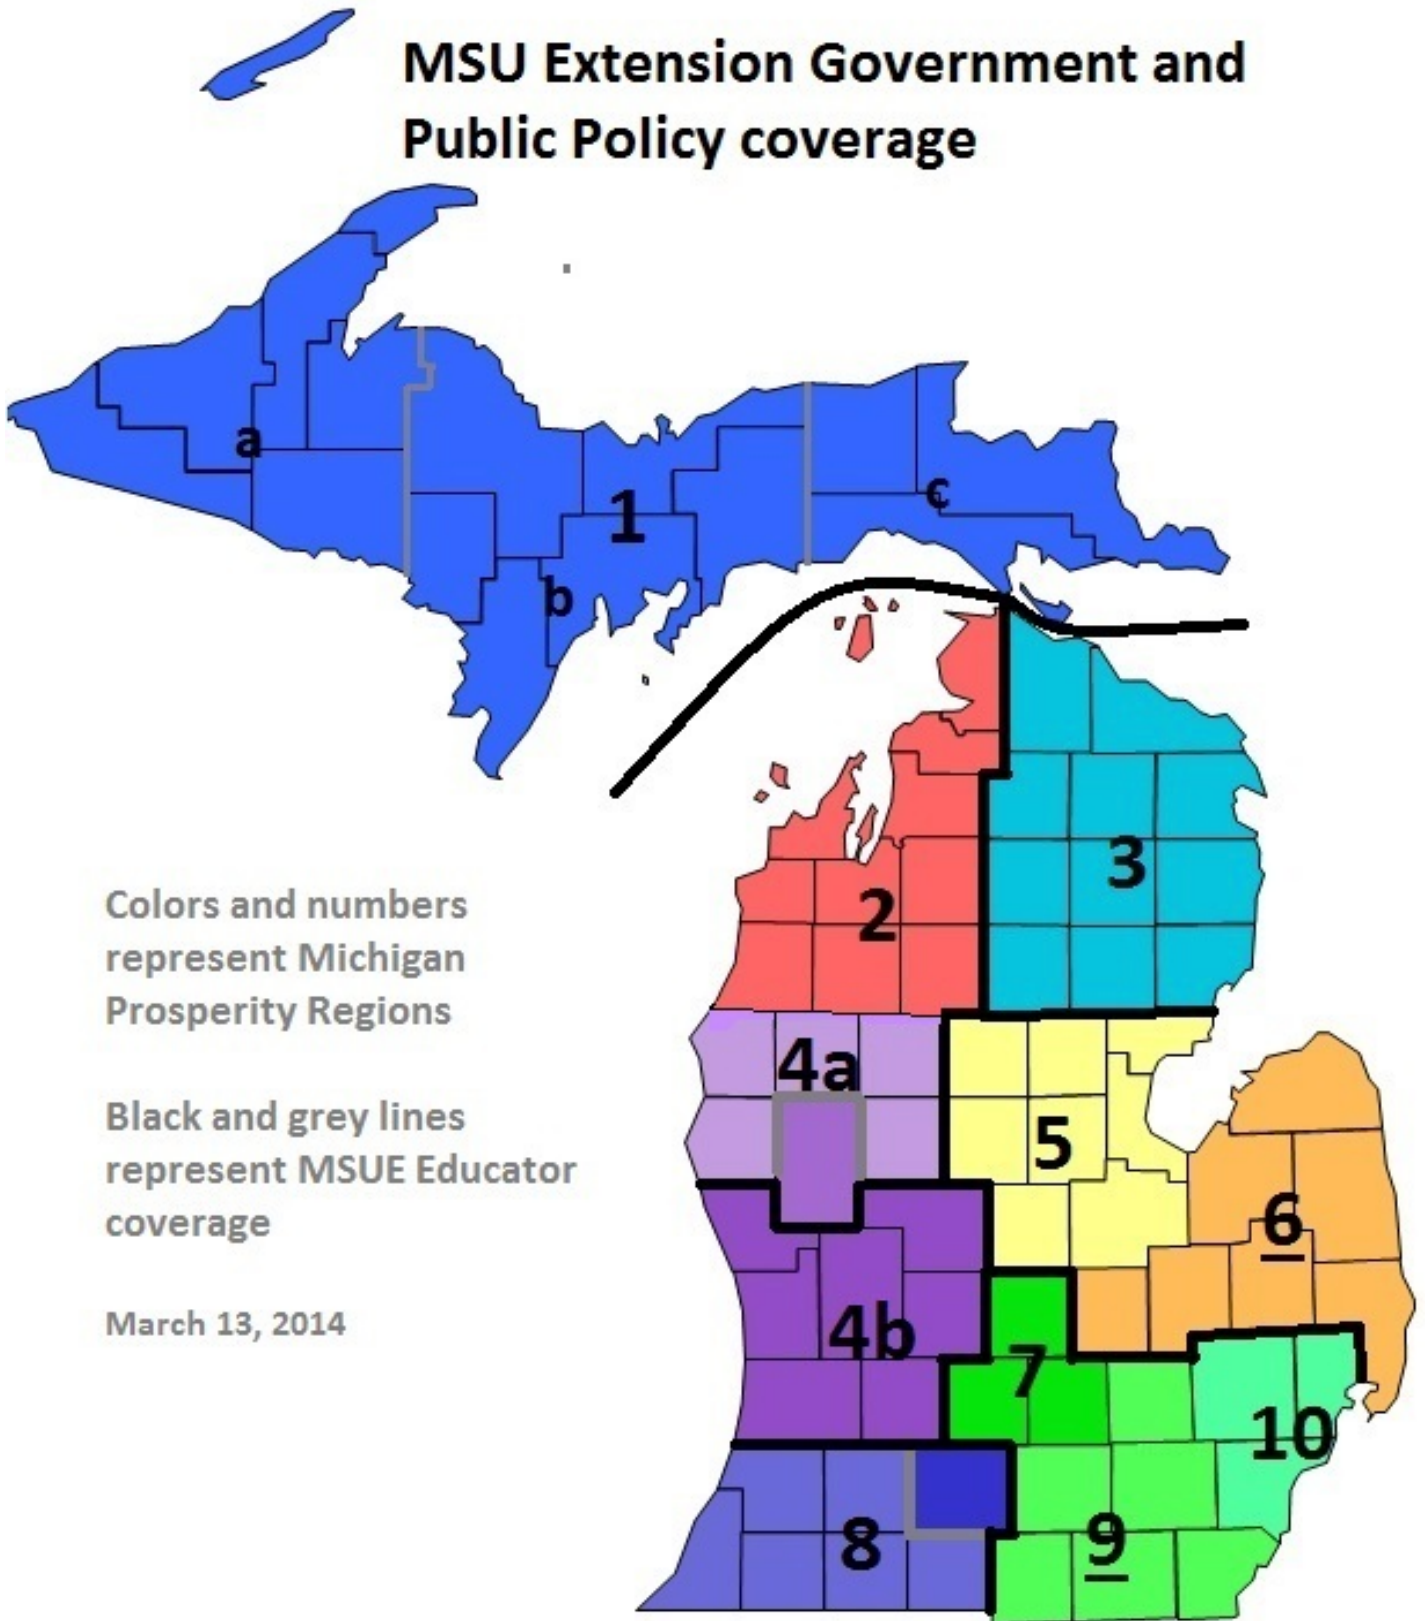 MSU Extension Government and
Public Policy coverage
a
c
1
b
3
2
4a
5
6
4b
7
10
8
9
Colors and numbers
represent Michigan
Prosperity Regions
Black and grey lines
represent MSUE Educator
coverage
March 13, 2014